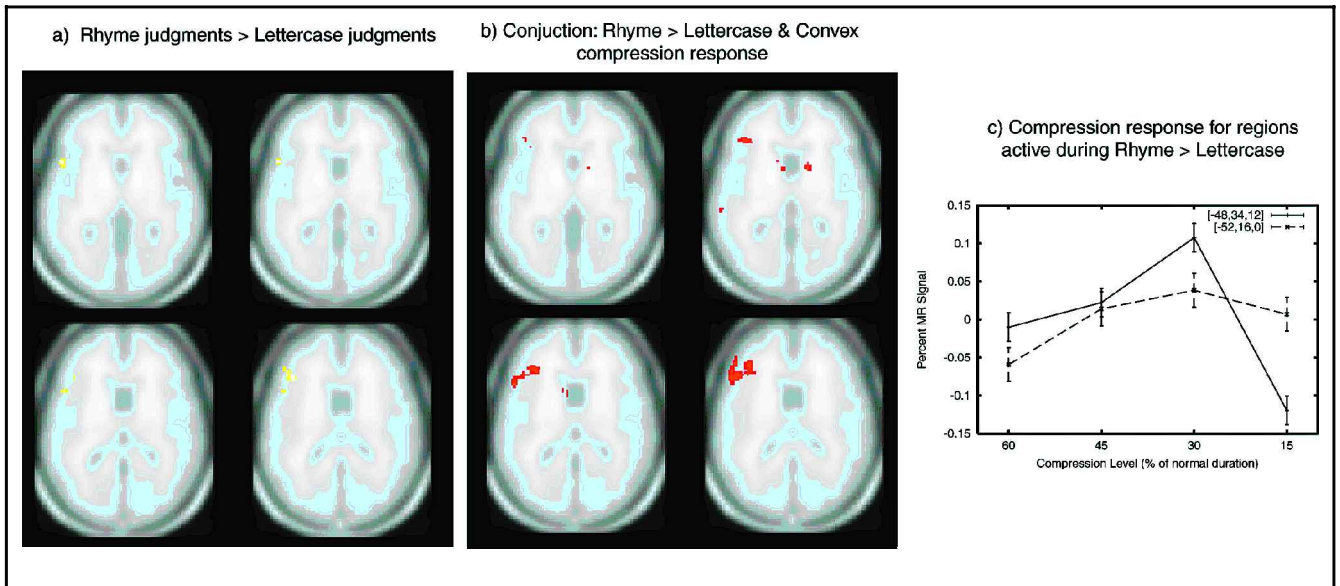 a) Rhyme judgments > Lettercase judgments
b) Conjuction: Rhyme > Lettercase & Convex
compression response
c) Compression response for regions
active during Rhyme > Lettercase
[-48,34,12]
[-52,16,0]
0.15
0.1
0.05
0
-0.05
-0.1
-0.15
Percent MR Signal
60 45 30 15
Compression Level (% of normal duration)